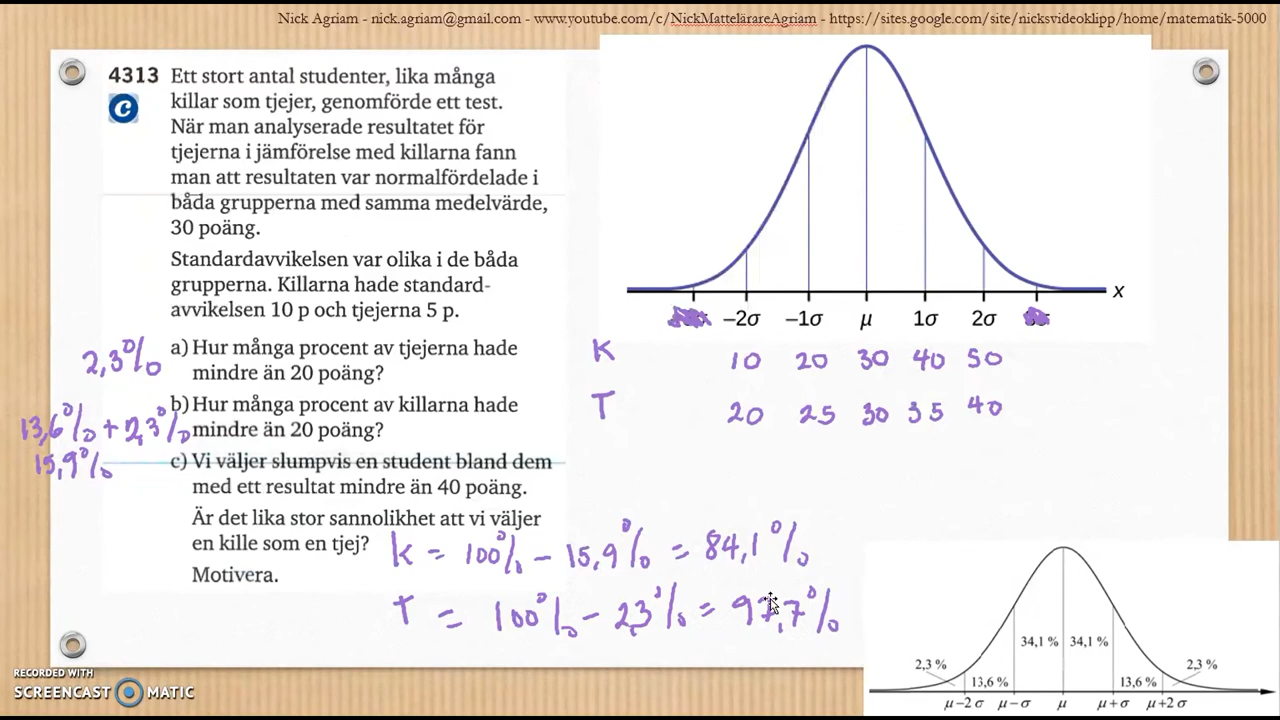 Nick Agriam - nick.agriam@gmail.com - www.youtube.com/c/NickMattelärareAgriam - https://sites.google.com/site/nicksvideoklipp/home/matematik-5000
4313 Ett stort antal studenter, lika många
killar som tjejer, genomförde ett test.
När man analyserade resultatet för
tjejerna i jämförelse med killarna fann
man att resultaten var normalfördelade i
båda grupperna med samma medelvärde,
30 poäng.
Standardavvikelsen var olika i de båda
grupperna. Killarna hade standard-
avvikelsen 10 p och tjejerna 5 p.
a) Hur många procent av tjejerna hade
mindre än 20 poäng?
b) Hur många procent av killarna hade
mindre än 20 poäng?
c) Vi väljer slumpvis en student bland dem
med ett resultat mindre än 40 poäng.
Är det lika stor sannolikhet att vi väljer
en kille som en tjej?
Motivera.
C
2,3%
13,6% + 2,3%
15,9%
−2σ −1σ μ 1σ 2σ x
K 10 20 30 40 50
T 20 25 30 35 40
K = 100% − 15,9% = 84,1%
T = 100% − 2,3% = 97,7%
34,1 % 34,1 %
2,3 % 2,3 %
13,6 % 13,6 %
μ−2σ μ−σ μ μ+σ μ+2σ
RECORDED WITH
SCREENCAST MATIC